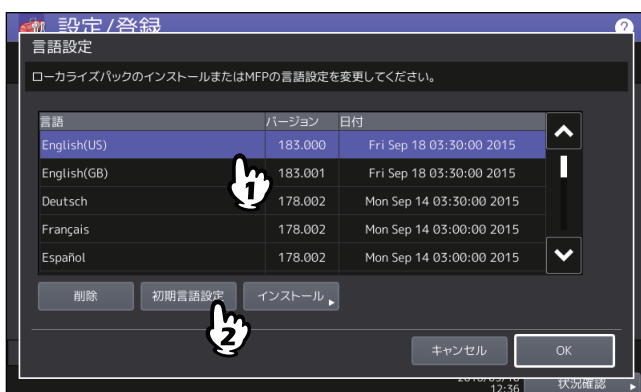 設定/登録
?
言語設定
ローカライズパックのインストールまたはMFPの言語設定を変更してください。
言語 バージョン 日付
English(US) 183.000 Fri Sep 18 03:30:00 2015
English(GB) 183.001 Fri Sep 18 03:30:00 2015
1
Deutsch 178.002 Mon Sep 14 03:30:00 2015
Français 178.002 Mon Sep 14 03:00:00 2015
Español 178.002 Mon Sep 14 03:00:00 2015
削除 初期言語設定 インストール
2
キャンセル OK
12:36 状況確認